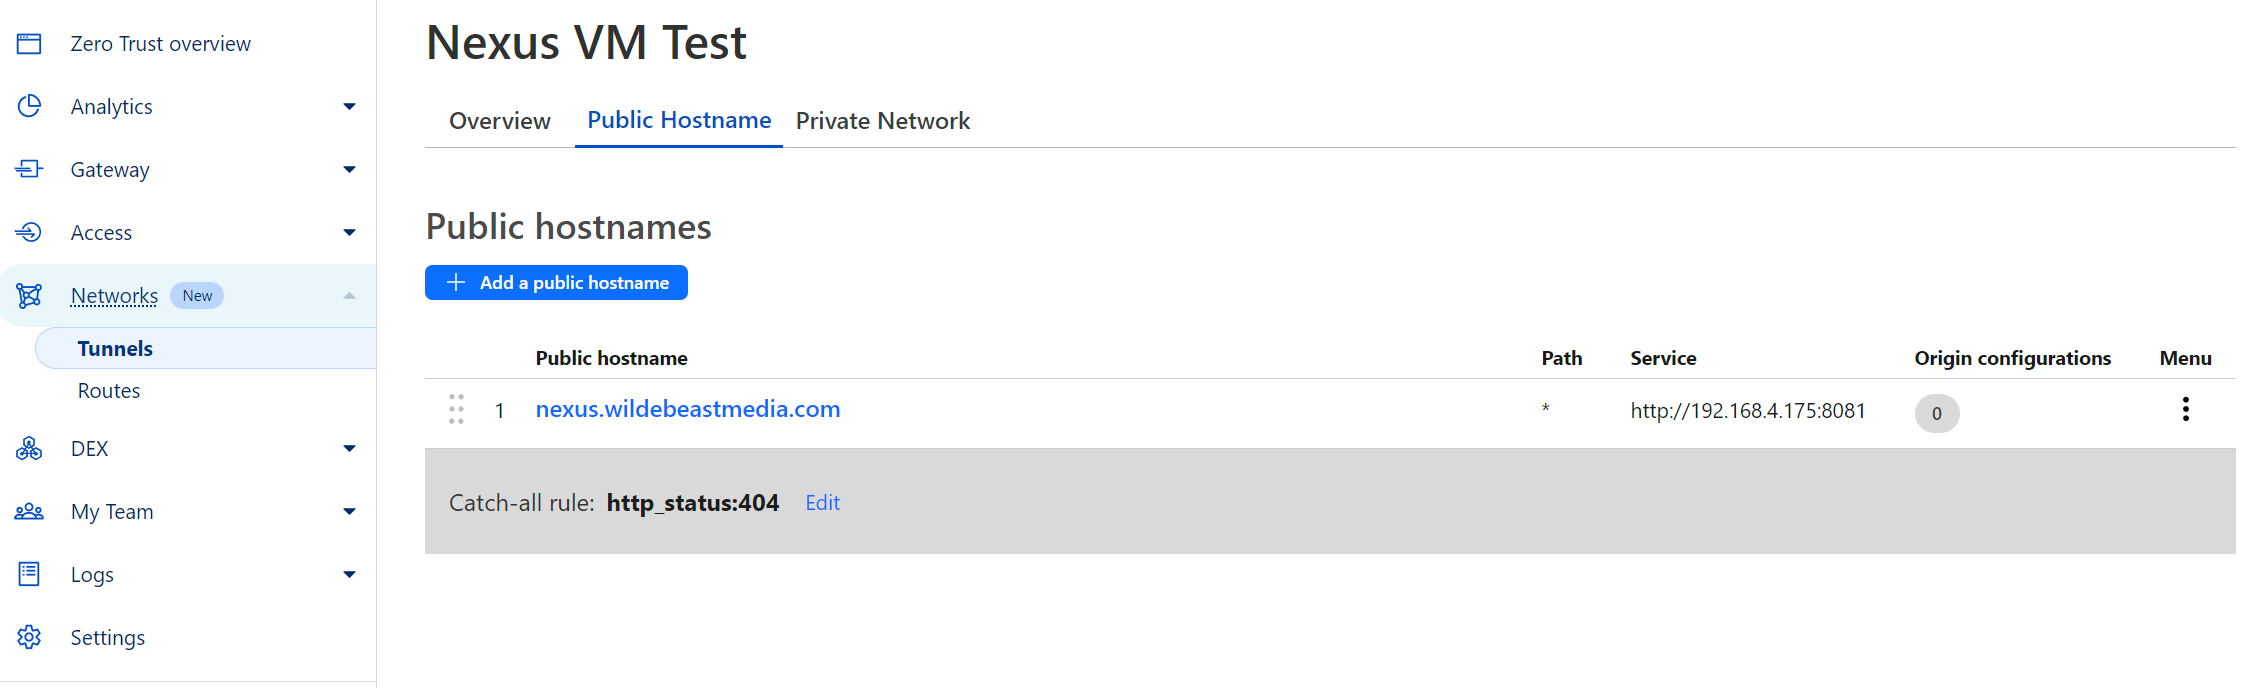 Zero Trust overview
Analytics
Gateway
Access
Networks New
Tunnels
Routes
DEX
My Team
Logs
Settings
Nexus VM Test
Overview Public Hostname Private Network
Public hostnames
Add a public hostname
Public hostname Path Service Origin configurations Menu
1 nexus.wildebeastmedia.com * http://192.168.4.175:8081 0
Catch-all rule: http_status:404 Edit